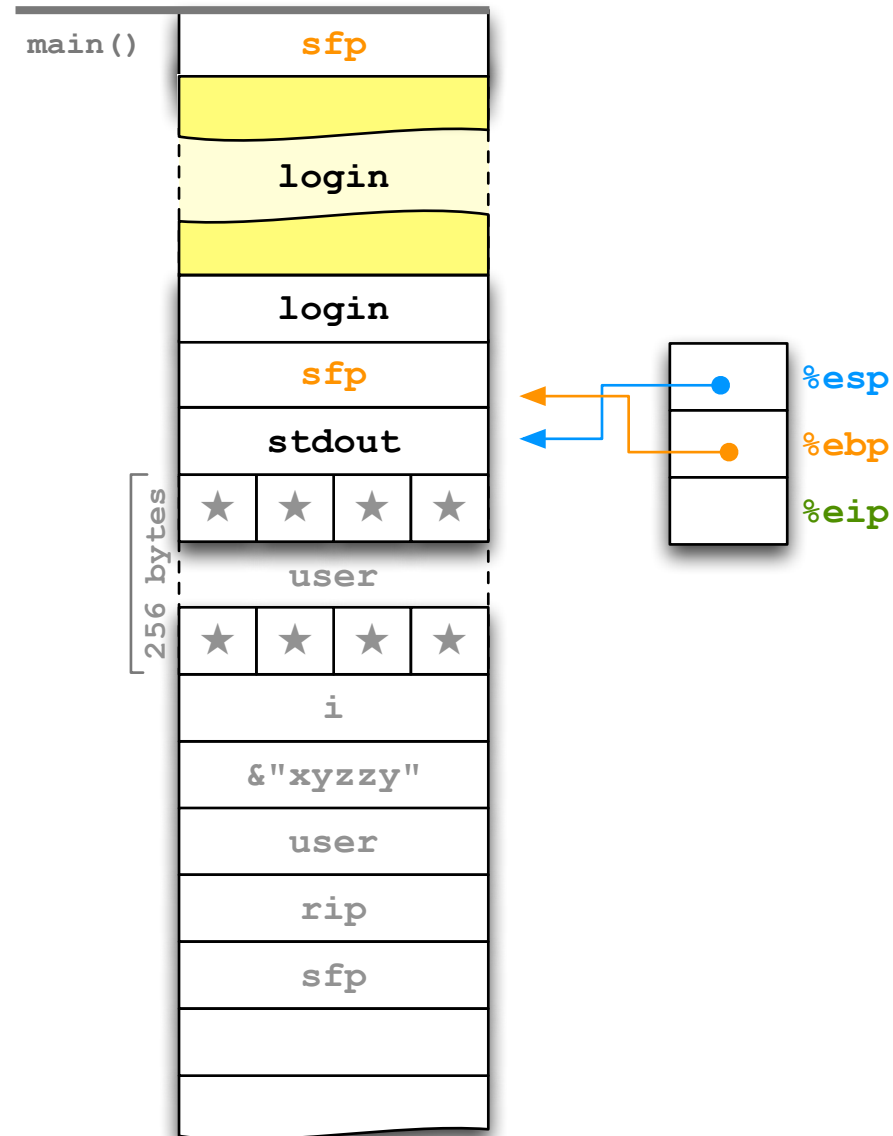 main()
sfp
login
login
sfp
%esp
stdout
%ebp
%eip
256 bytes
user
i
&"xyzzy"
user
rip
sfp